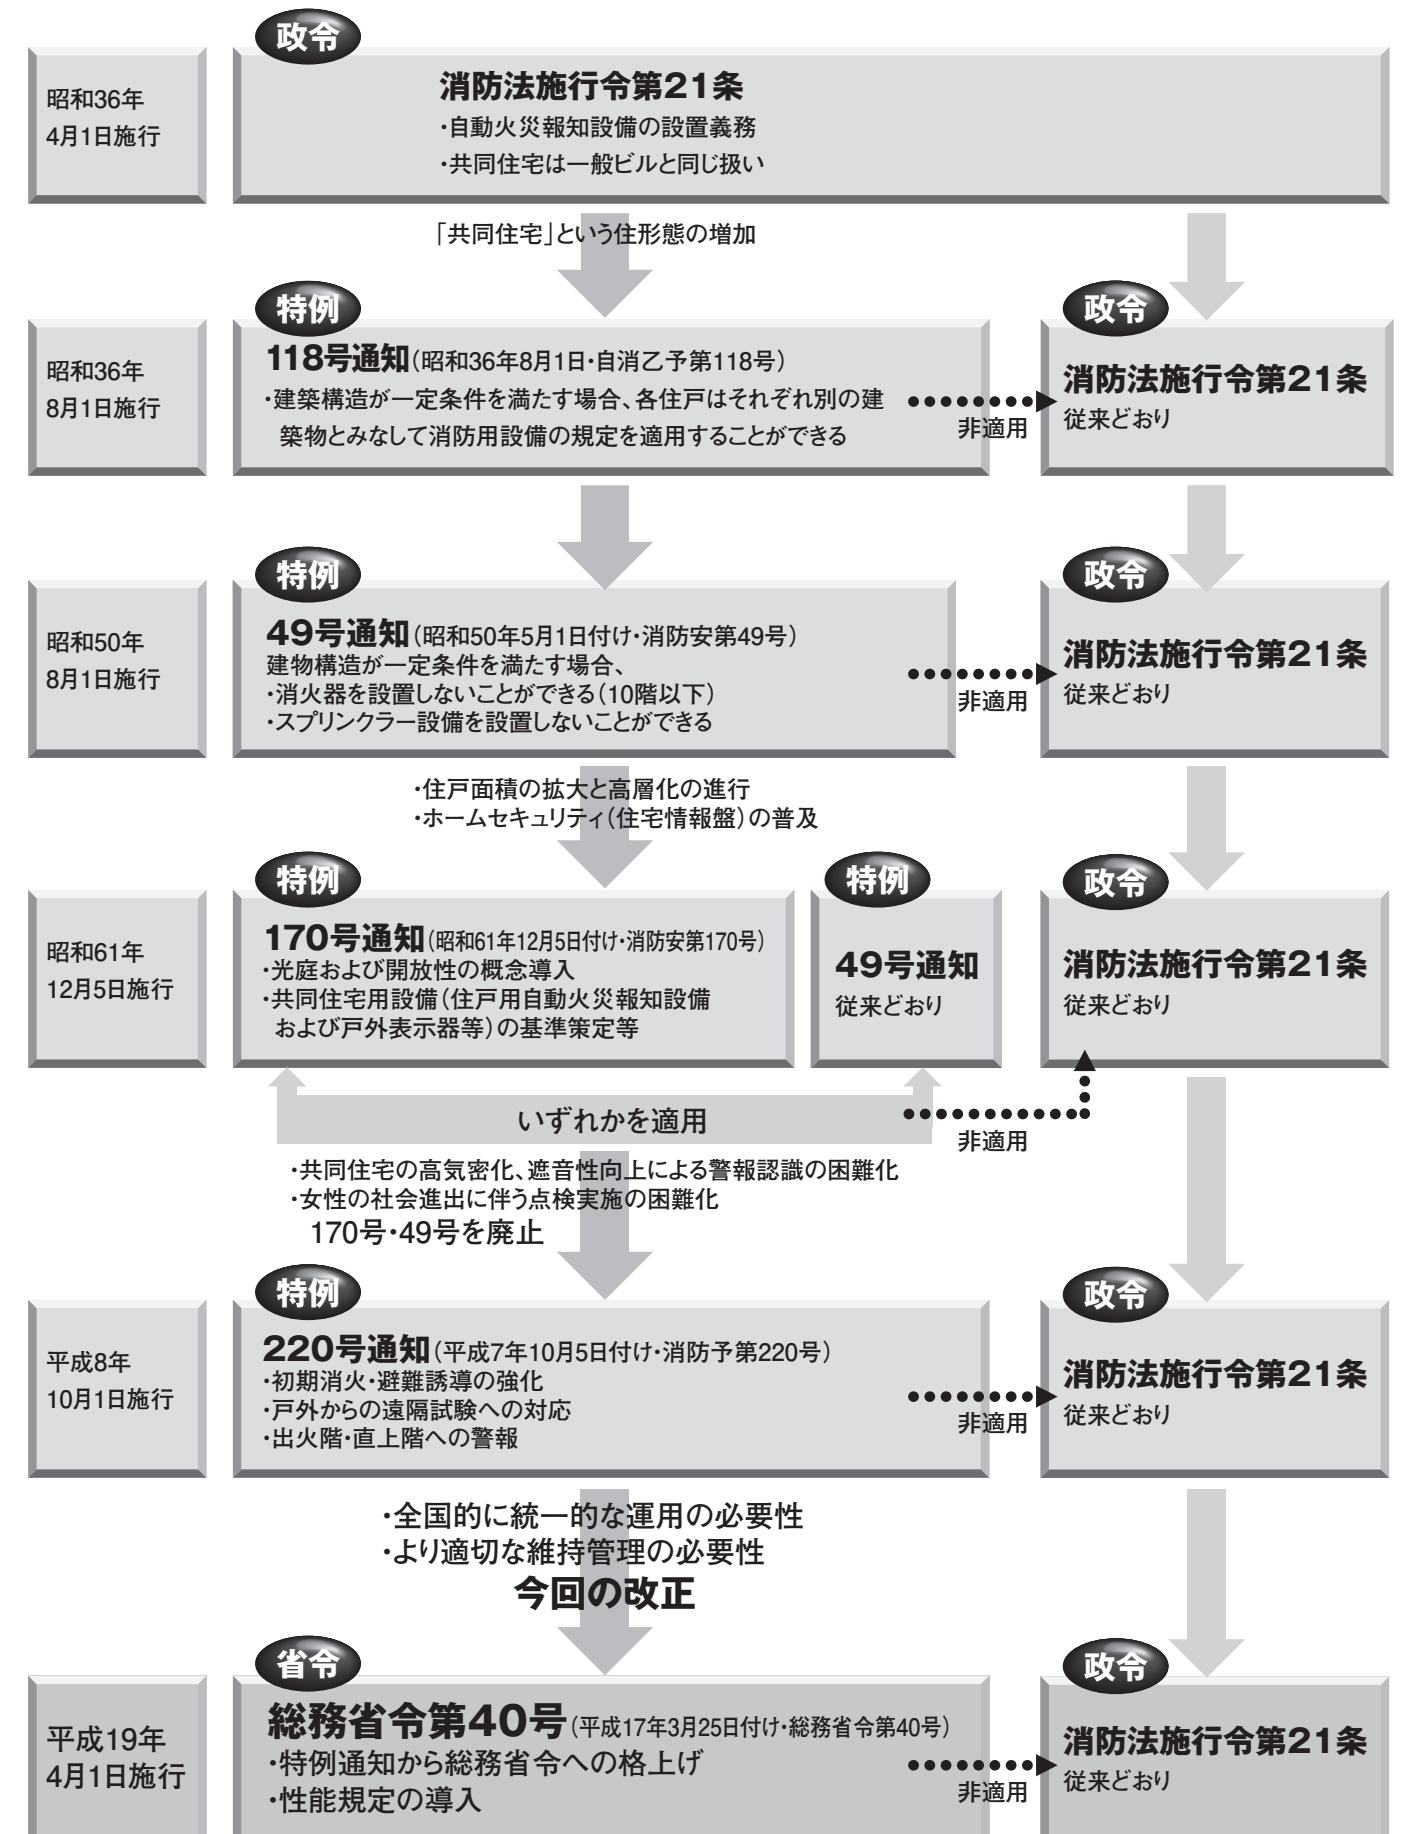 政令
昭和36年
4月1日施行
消防法施行令第21条
・自動火災報知設備の設置義務
・共同住宅は一般ビルと同じ扱い
「共同住宅」という住形態の増加
特例
政令
昭和36年
8月1日施行
118号通知（昭和36年8月1日・自消乙予第118号）
・建築構造が一定条件を満たす場合、各住戸はそれぞれ別の建
築物とみなして消防用設備の規定を適用することができる
非適用
消防法施行令第21条
従来どおり
特例
政令
昭和50年
8月1日施行
49号通知（昭和50年5月1日付け・消防安第49号）
建物構造が一定条件を満たす場合、
・消火器を設置しないことができる（10階以下）
・スプリンクラー設備を設置しないことができる
非適用
消防法施行令第21条
従来どおり
・住戸面積の拡大と高層化の進行
・ホームセキュリティ（住宅情報盤）の普及
特例
特例
政令
昭和61年
12月5日施行
170号通知（昭和61年12月5日付け・消防安第170号）
・光庭および開放性の概念導入
・共同住宅用設備（住戸用自動火災報知設備
および戸外表示器等）の基準策定等
49号通知
従来どおり
消防法施行令第21条
従来どおり
いずれかを適用
非適用
・共同住宅の高気密化、遮音性向上による警報認識の困難化
・女性の社会進出に伴う点検実施の困難化
170号・49号を廃止
特例
政令
平成8年
10月1日施行
220号通知（平成7年10月5日付け・消防予第220号）
・初期消火・避難誘導の強化
・戸外からの遠隔試験への対応
・出火階・直上階への警報
非適用
消防法施行令第21条
従来どおり
・全国的に統一的な運用の必要性
・より適切な維持管理の必要性
今回の改正
省令
政令
平成19年
4月1日施行
総務省令第40号（平成17年3月25日付け・総務省令第40号）
・特例通知から総務省令への格上げ
・性能規定の導入
非適用
消防法施行令第21条
従来どおり